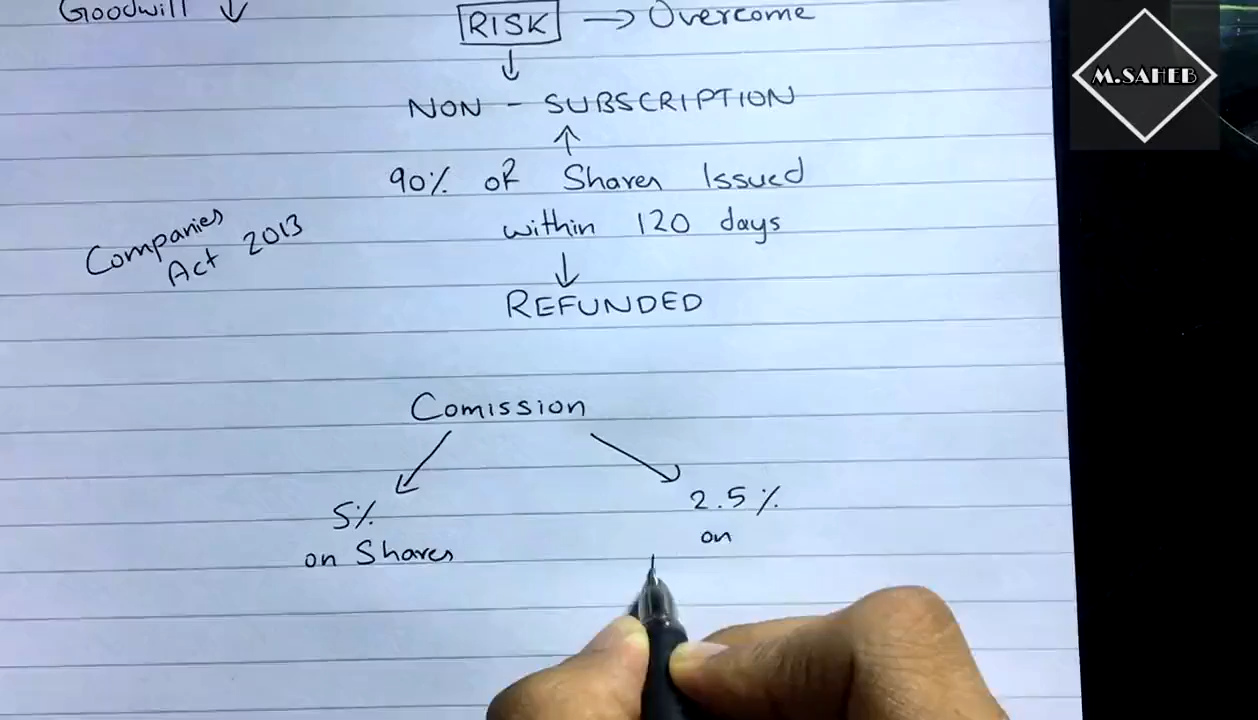 Goodwill ↓
RISK → Overcome
↓
NON - SUBSCRIPTION
↑
90% of Shares Issued
within 120 days
Companies
Act 2013
↓
REFUNDED
Comission
5%
on Shares
2.5%
on
M.SAHEB